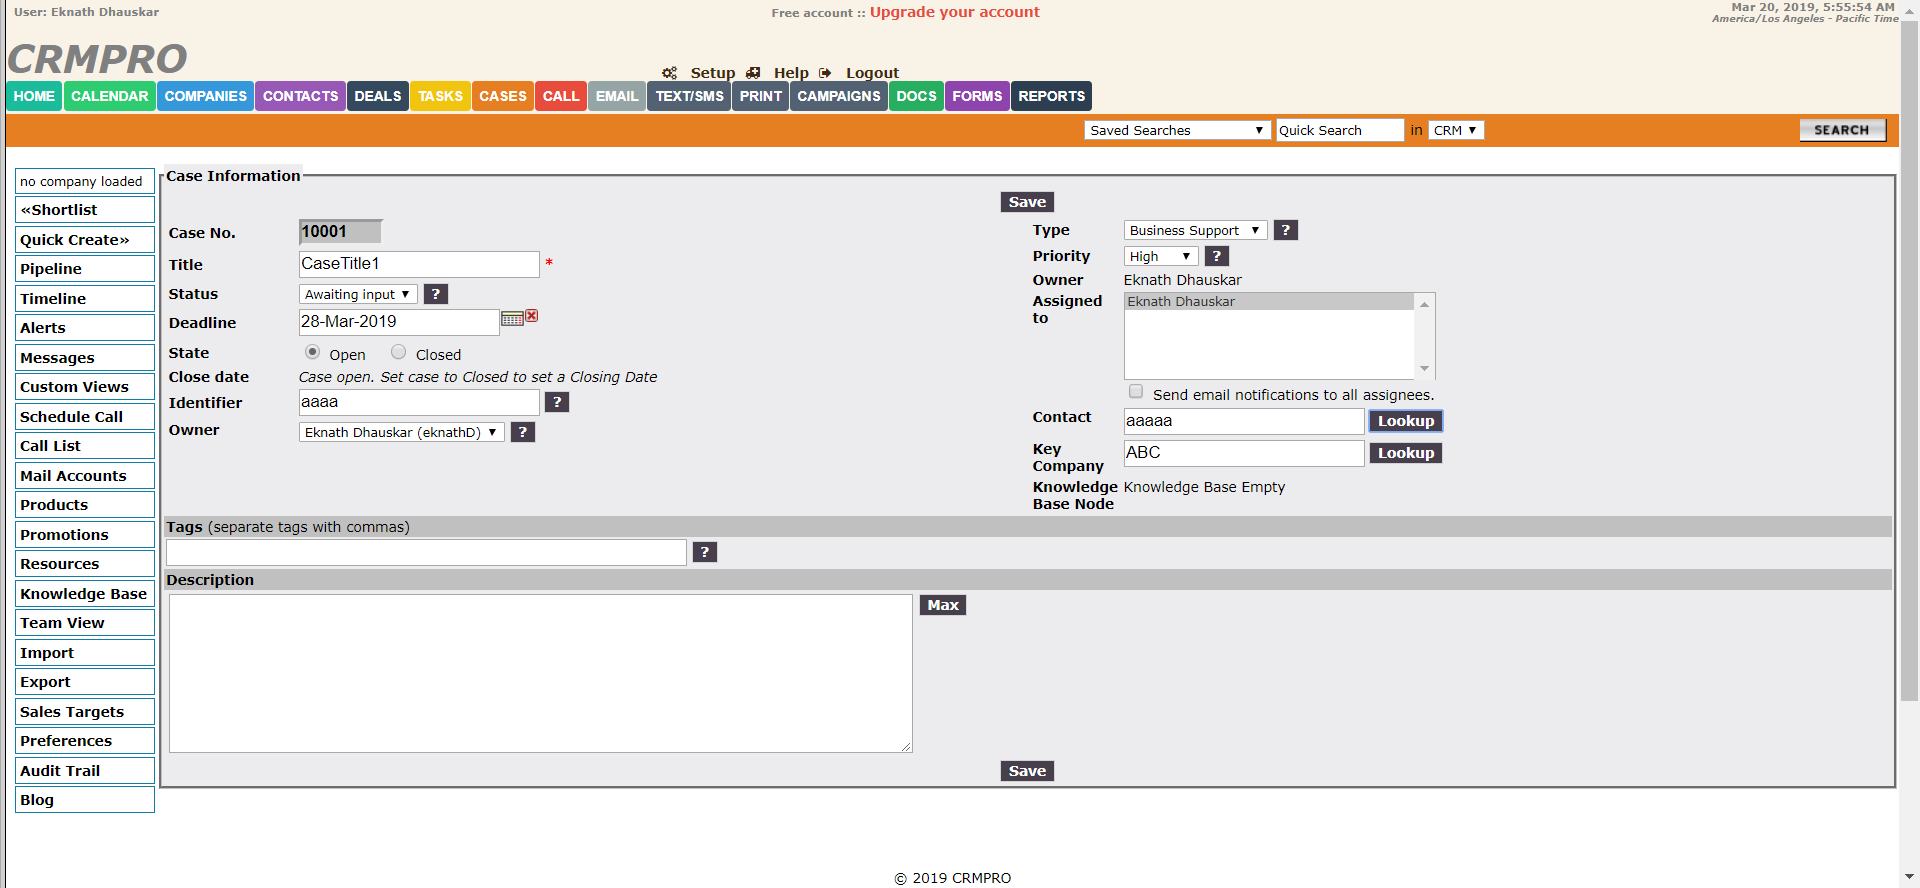 User: Eknath Dhauskar
Free account :: Upgrade your account
Mar 20, 2019, 5:55:54 AM
America/Los Angeles - Pacific Time
CRMPRO
Setup Help Logout
HOME CALENDAR COMPANIES CONTACTS DEALS TASKS CASES CALL EMAIL TEXT/SMS PRINT CAMPAIGNS DOCS FORMS REPORTS
Saved Searches Quick Search in CRM SEARCH
no company loaded
«Shortlist
Quick Create»
Pipeline
Timeline
Alerts
Messages
Custom Views
Schedule Call
Call List
Mail Accounts
Products
Promotions
Resources
Knowledge Base
Team View
Import
Export
Sales Targets
Preferences
Audit Trail
Blog
Case Information
Save
Case No. 10001
Title CaseTitle1 *
Status Awaiting input ?
Deadline 28-Mar-2019
State Open Closed
Close date Case open. Set case to Closed to set a Closing Date
Identifier aaaa ?
Owner Eknath Dhauskar (eknathD) ?
Type Business Support ?
Priority High ?
Owner Eknath Dhauskar
Assigned to Eknath Dhauskar
Send email notifications to all assignees.
Contact aaaaa Lookup
Key Company ABC Lookup
Knowledge Base Node Knowledge Base Empty
Tags (separate tags with commas)
?
Description
Max
Save
© 2019 CRMPRO